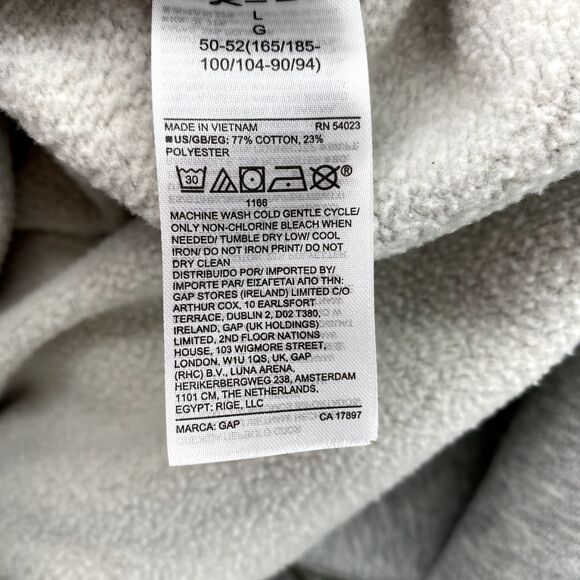 L
G
50-52(165/185-
100/104-90/94)
MADE IN VIETNAM RN 54023
US/GB/EG: 77% COTTON, 23%
POLYESTER
30
®
1166
MACHINE WASH COLD GENTLE CYCLE/
ONLY NON-CHLORINE BLEACH WHEN
NEEDED/ TUMBLE DRY LOW/ COOL
IRON/ DO NOT IRON PRINT/ DO NOT
DRY CLEAN
DISTRIBUIDO POR/ IMPORTED BY/
IMPORTE PAR/ ΕΙΣΑΓΕΤΑΙ ΑΠΟ ΤΗΝ:
GAP STORES (IRELAND) LIMITED C/O
ARTHUR COX, 10 EARLSFORT
TERRACE, DUBLIN 2, D02 T380,
IRELAND, GAP (UK HOLDINGS)
LIMITED, 2ND FLOOR NATIONS
HOUSE, 103 WIGMORE STREET,
LONDON, W1U 1QS, UK, GAP
(RHC) B.V., LUNA ARENA,
HERIKERBERGWEG 238, AMSTERDAM
1101 CM, THE NETHERLANDS,
EGYPT: RIGE, LLC
MARCA: GAP CA 17897